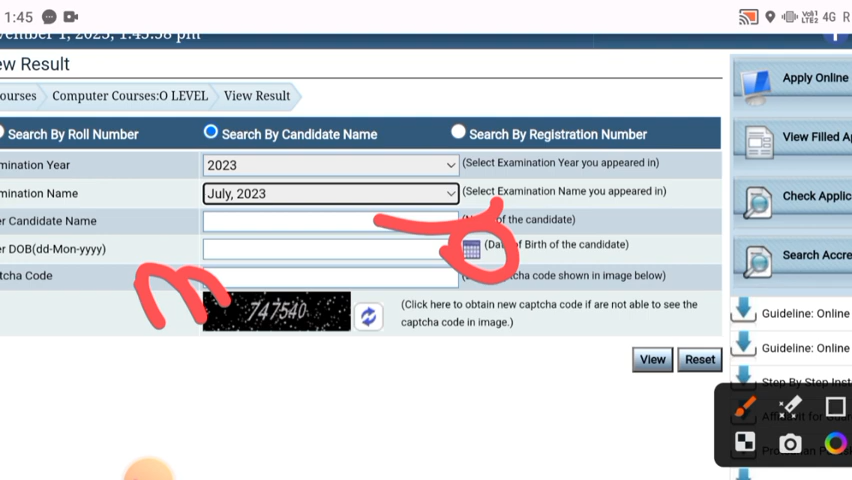 1:45 Vo1) LTE2 4G R
vember 1, 2023, 1:45:38 pm
ew Result
ourses Computer Courses:O LEVEL View Result
Search By Roll Number Search By Candidate Name Search By Registration Number
mination Year 2023 (Select Examination Year you appeared in)
mination Name July, 2023 (Select Examination Name you appeared in)
er Candidate Name of the candidate)
er DOB(dd-Mon-yyyy) (Date of Birth of the candidate)
tcha Code captcha code shown in image below)
747540 (Click here to obtain new captcha code if are not able to see the
captcha code in image.)
View Reset
Apply Online
View Filled Ap
Check Applic
Search Accre
Guideline: Online
Guideline: Online
Step By Step Inst